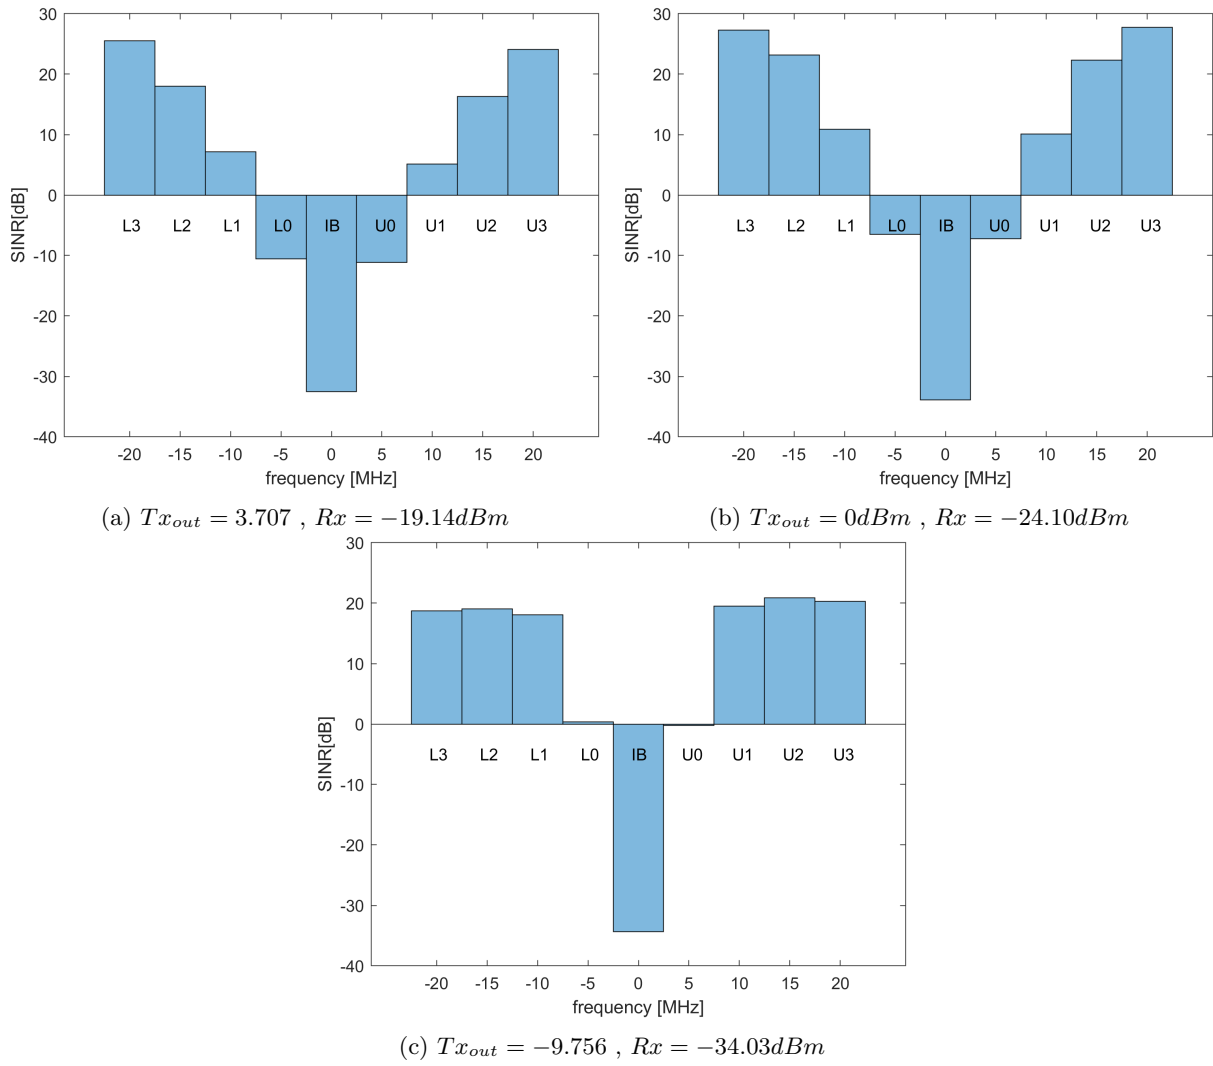 30
20
10
0
-10
-20
-30
-40
SINR[dB]
L3 L2 L1 L0 IB U0 U1 U2 U3
-20 -15 -10 -5 0 5 10 15 20
frequency [MHz]
(a) Tx_out = 3.707 , Rx = −19.14dBm
30
20
10
0
-10
-20
-30
-40
SINR[dB]
L3 L2 L1 L0 IB U0 U1 U2 U3
-20 -15 -10 -5 0 5 10 15 20
frequency [MHz]
(b) Tx_out = 0dBm , Rx = −24.10dBm
30
20
10
0
-10
-20
-30
-40
SINR[dB]
L3 L2 L1 L0 IB U0 U1 U2 U3
-20 -15 -10 -5 0 5 10 15 20
frequency [MHz]
(c) Tx_out = −9.756 , Rx = −34.03dBm